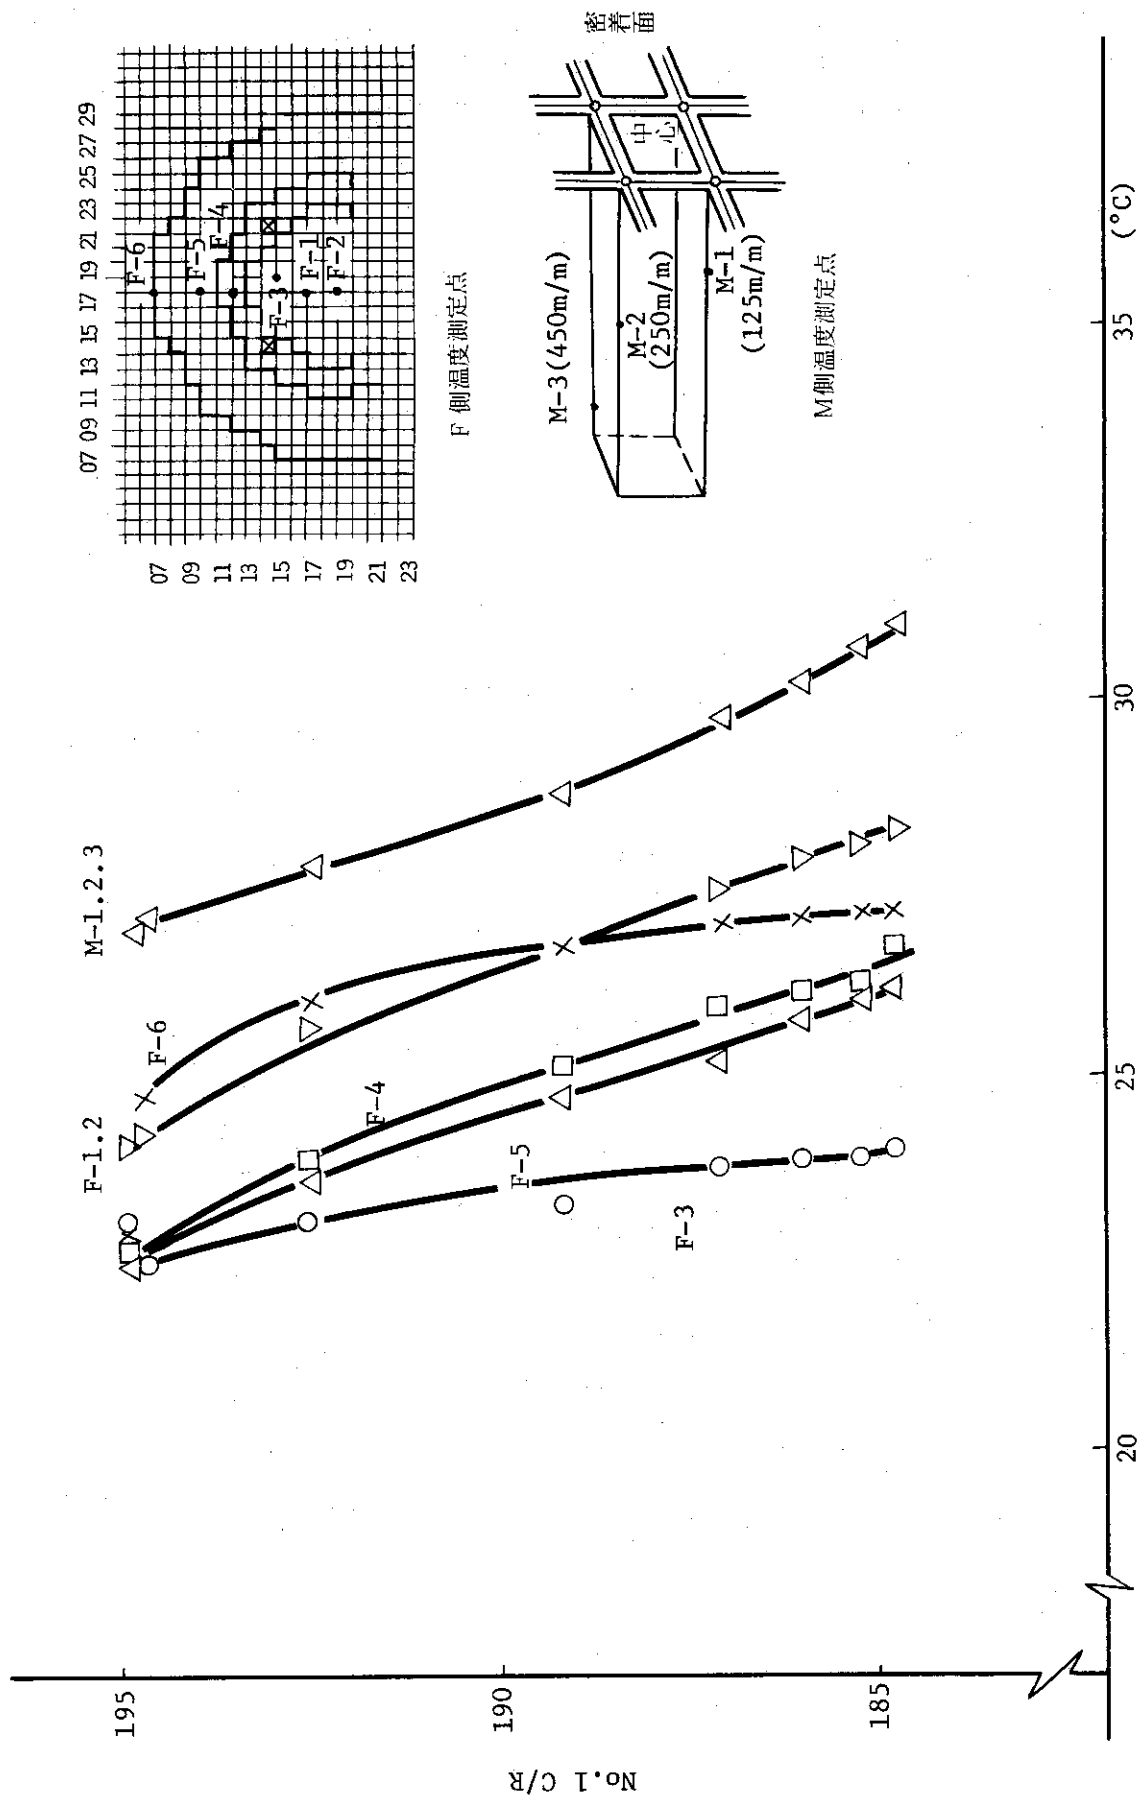 No.1 C/R
195
190
185
20
25
30
35
(°C)
M-1.2.3
F-6
F-1.2
F-4
F-5
F-3
07 09 11 13 15 17 19 21 23 25 27 29
07
09
11
13
15
17
19
21
23
F-6
F-5
F-4
F-3
F-1
F-2
F 側温度測定点
密着面
中心
M-3(450m/m)
M-2
(250m/m)
M-1
(125m/m)
M側温度測定点